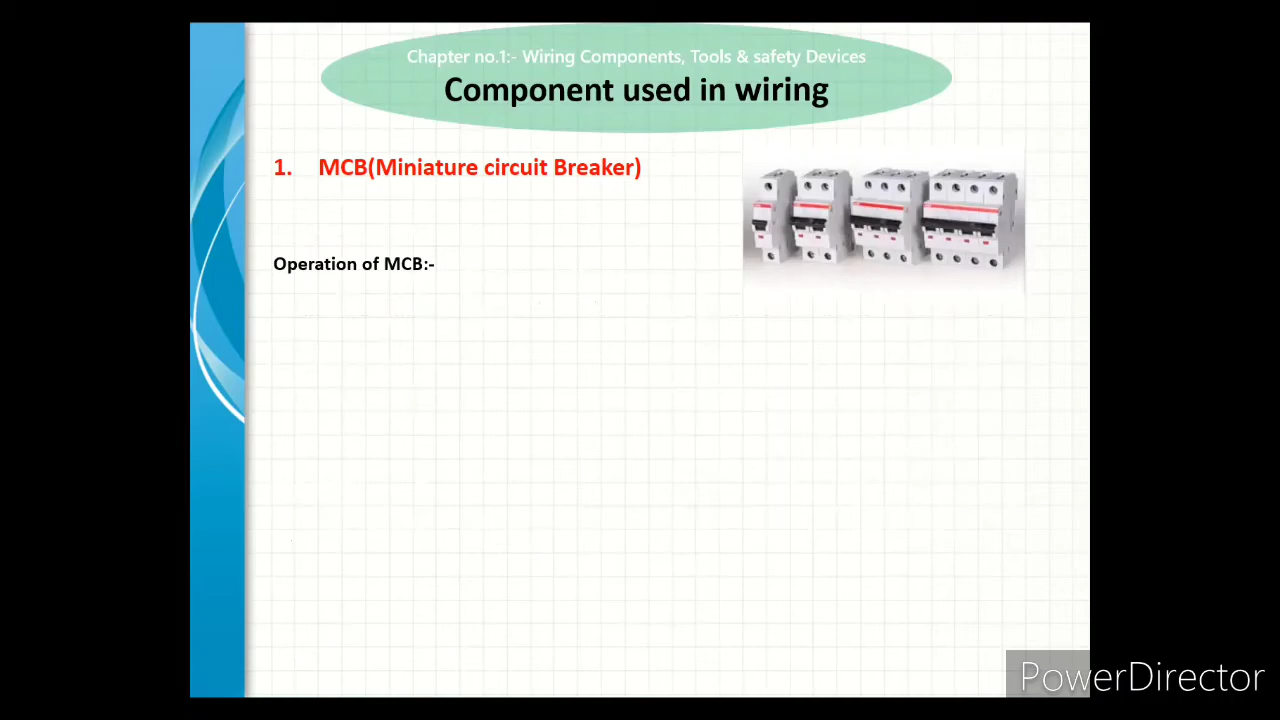 Chapter no.1:- Wiring Components, Tools & safety Devices
Component used in wiring
1. MCB(Miniature circuit Breaker)
Operation of MCB:-
PowerDirector